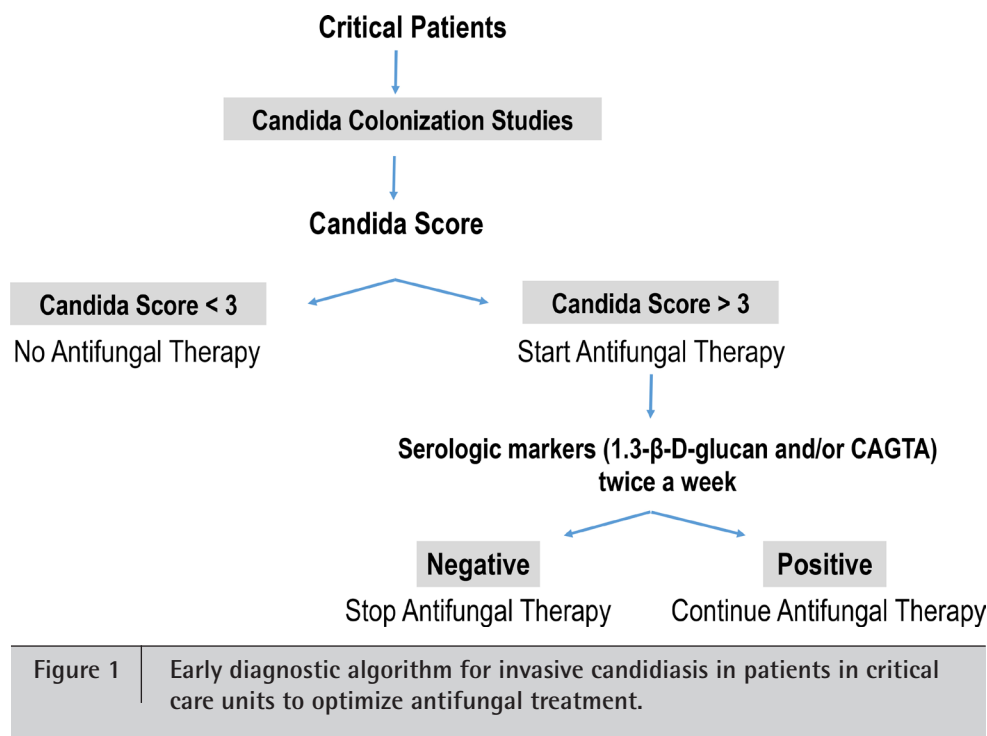 Critical Patients
Candida Colonization Studies
Candida Score
Candida Score < 3
No Antifungal Therapy
Candida Score > 3
Start Antifungal Therapy
Serologic markers (1.3-β-D-glucan and/or CAGTA)
twice a week
Negative
Stop Antifungal Therapy
Positive
Continue Antifungal Therapy
Figure 1
Early diagnostic algorithm for invasive candidiasis in patients in critical
care units to optimize antifungal treatment.